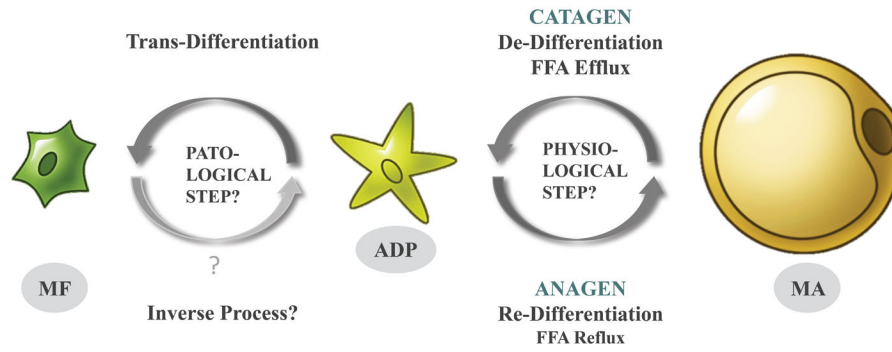 Trans-Differentiation
PATO-
LOGICAL
STEP?
?
MF
Inverse Process?
ADP
CATAGEN
De-Differentiation
FFA Efflux
PHYSIO-
LOGICAL
STEP?
ANAGEN
Re-Differentiation
FFA Reflux
MA